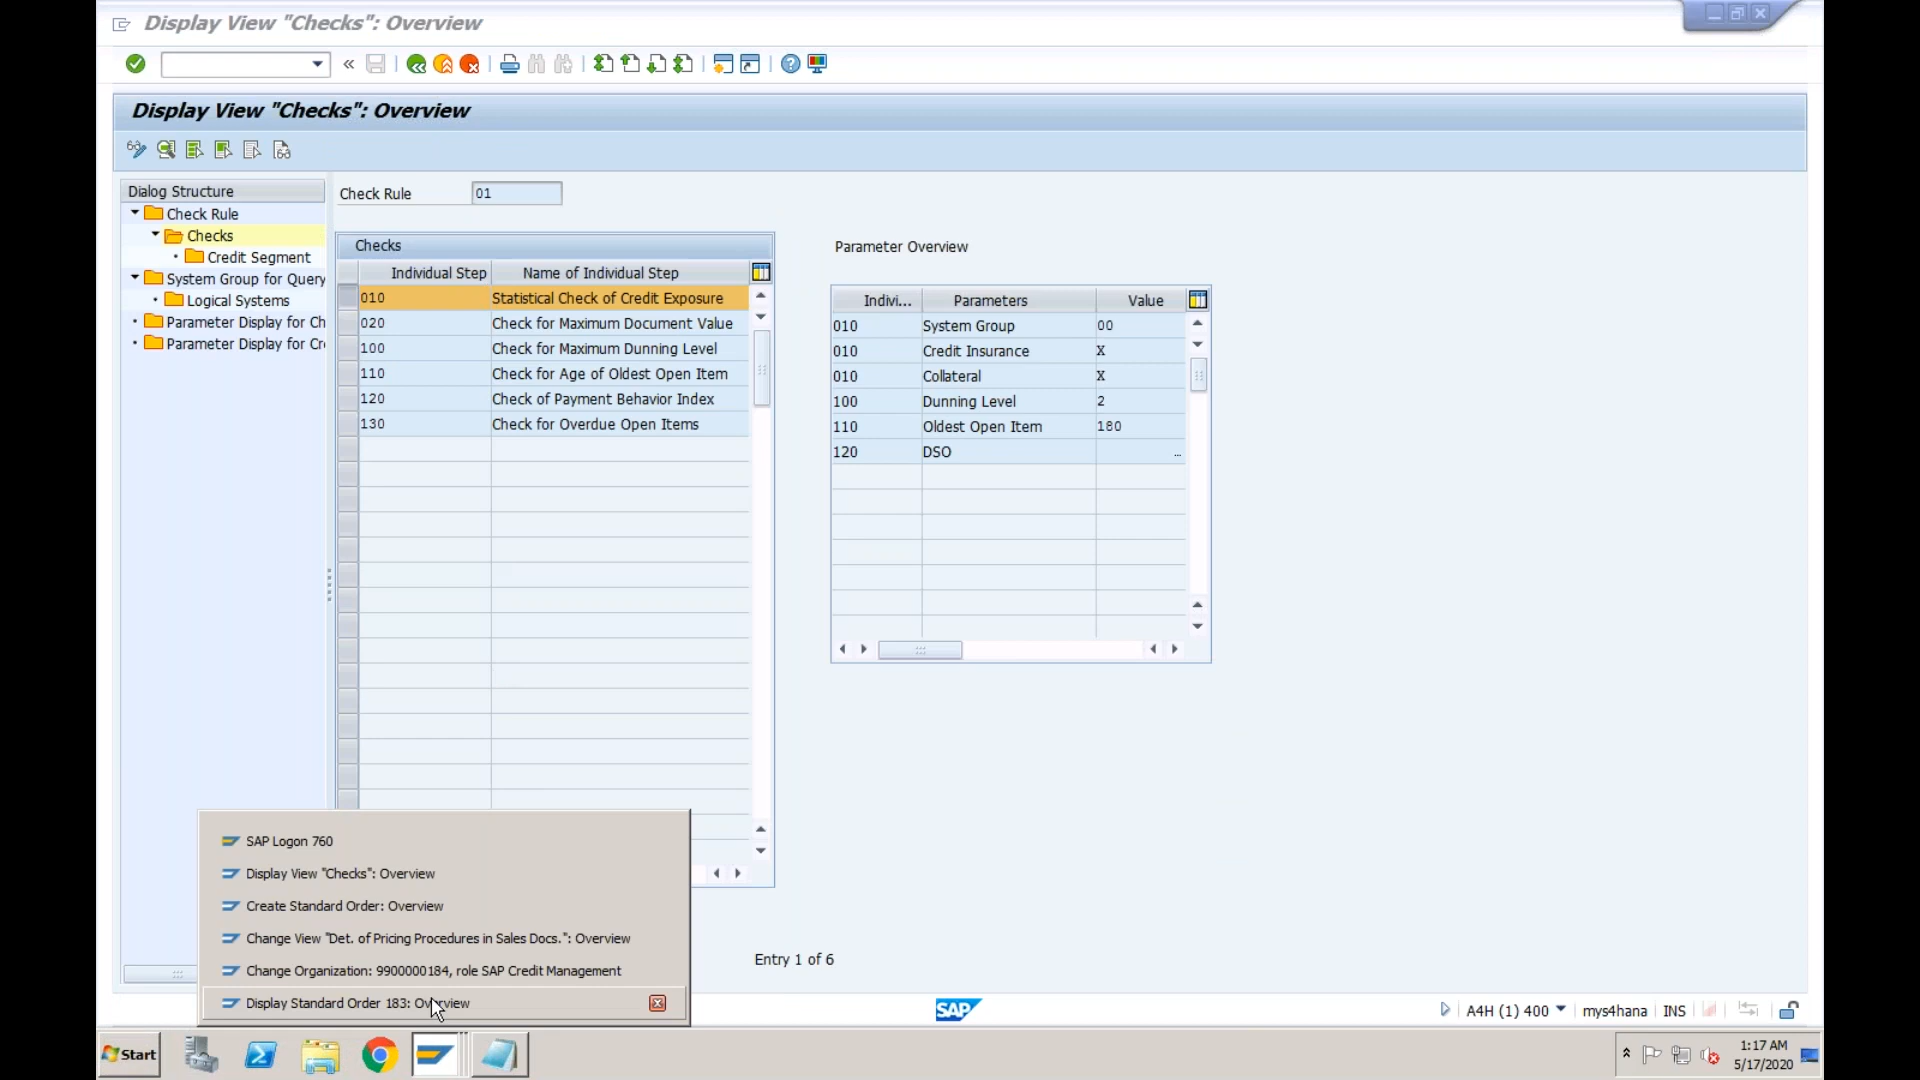 Display View "Checks": Overview
Display View "Checks": Overview
Dialog Structure
Check Rule
Checks
Credit Segment
System Group for Query
Logical Systems
Parameter Display for Ch
Parameter Display for Cr
Check Rule 01
Checks
Individual Step Name of Individual Step
010 Statistical Check of Credit Exposure
020 Check for Maximum Document Value
100 Check for Maximum Dunning Level
110 Check for Age of Oldest Open Item
120 Check of Payment Behavior Index
130 Check for Overdue Open Items
Parameter Overview
Indivi... Parameters Value
010 System Group 00
010 Credit Insurance X
010 Collateral X
100 Dunning Level 2
110 Oldest Open Item 180
120 DSO ...
Entry 1 of 6
SAP Logon 760
Display View "Checks": Overview
Create Standard Order: Overview
Change View "Det. of Pricing Procedures in Sales Docs.": Overview
Change Organization: 9900000184, role SAP Credit Management
Display Standard Order 183: Overview
SAP
A4H (1) 400 mys4hana INS
Start
1:17 AM
5/17/2020